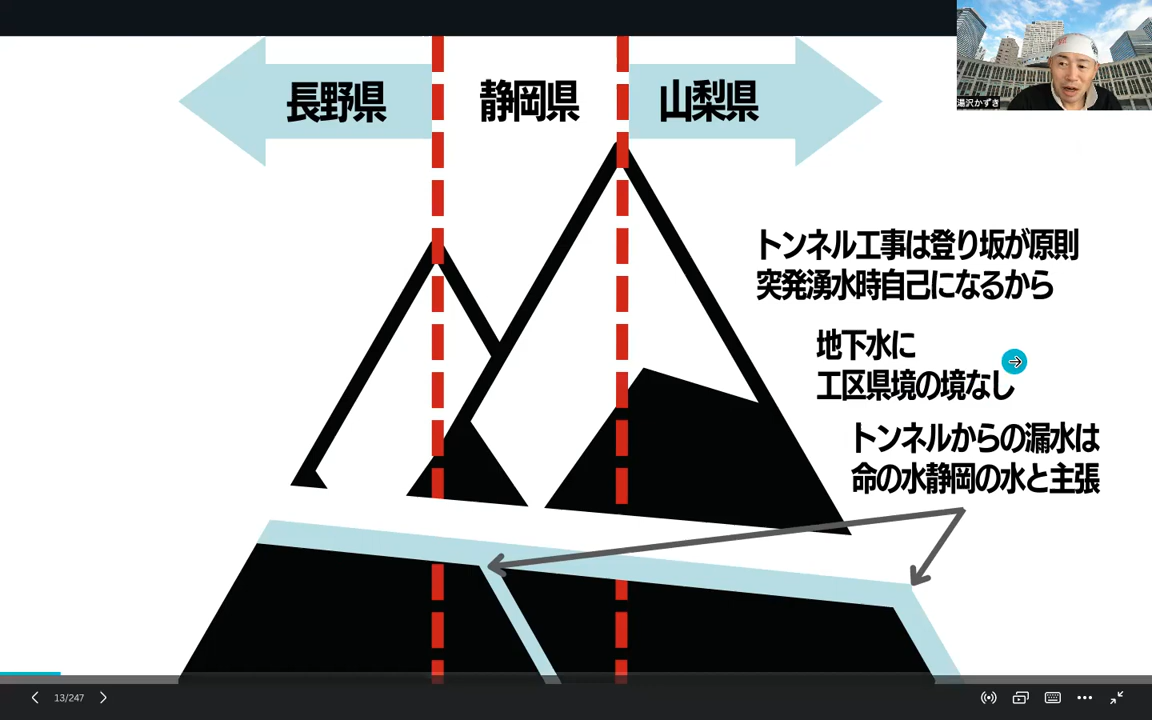 長野県
静岡県
山梨県
湯沢かずき
トンネル工事は登り坂が原則
突発湧水時自己になるから
地下水に
工区県境の境なし
トンネルからの漏水は
命の水静岡の水と主張
13/247